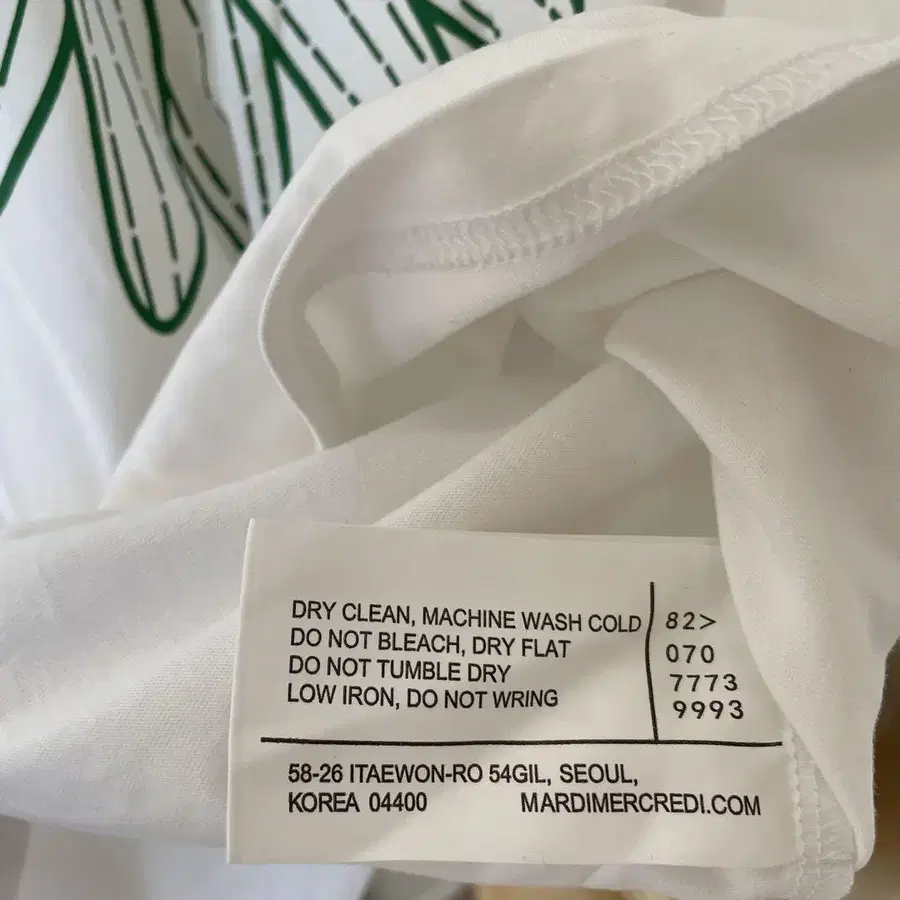 DRY CLEAN, MACHINE WASH COLD
DO NOT BLEACH, DRY FLAT
DO NOT TUMBLE DRY
LOW IRON, DO NOT WRING
82>
070
7773
9993
58-26 ITAEWON-RO 54GIL, SEOUL,
KOREA 04400 MARDIMERCREDI.COM